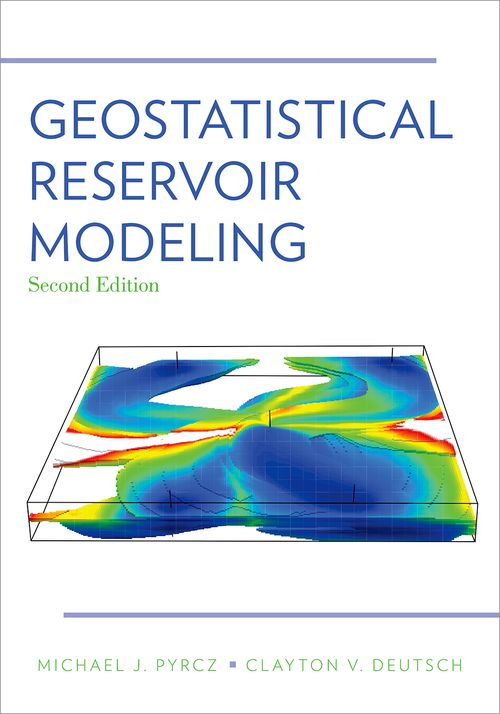 GEOSTATISTICAL
RESERVOIR
MODELING
Second Edition
MICHAEL J. PYRCZ ▪ CLAYTON V. DEUTSCH